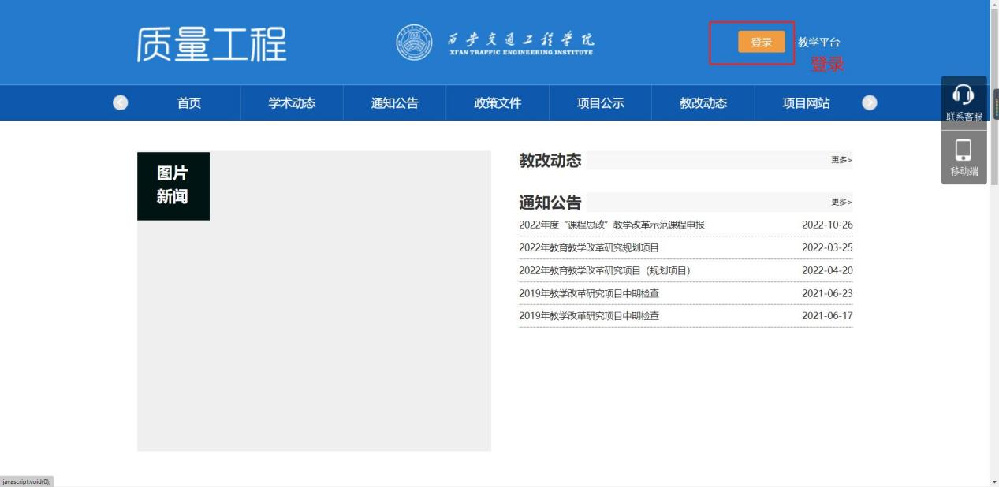 质量工程
西安交通工程学院
XI'AN TRAFFIC ENGINEERING INSTITUTE
登录 教学平台
登录
首页 学术动态 通知公告 政策文件 项目公示 教改动态 项目网站
联系客服
移动端
图片
新闻
教改动态 更多>
通知公告 更多>
2022年度“课程思政”教学改革示范课程申报 2022-10-26
2022年教育教学改革研究规划项目 2022-03-25
2022年教育教学改革研究项目（规划项目） 2022-04-20
2019年教学改革研究项目中期检查 2021-06-23
2019年教学改革研究项目中期检查 2021-06-17
javascript:void(0);